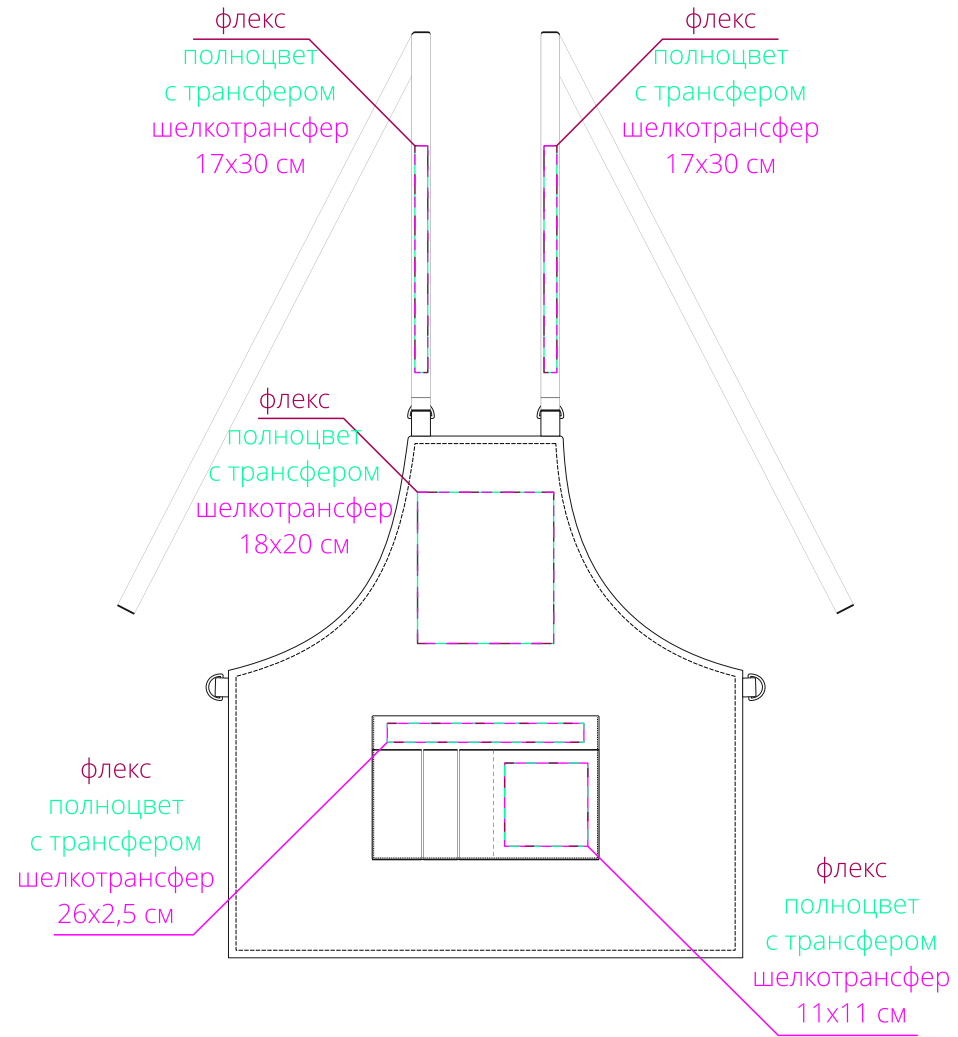 флекс
полноцвет
с трансфером
шелкотрансфер
17х30 см
флекс
полноцвет
с трансфером
шелкотрансфер
17х30 см
флекс
полноцвет
с трансфером
шелкотрансфер
18х20 см
флекс
полноцвет
с трансфером
шелкотрансфер
26х2,5 см
флекс
полноцвет
с трансфером
шелкотрансфер
11х11 см